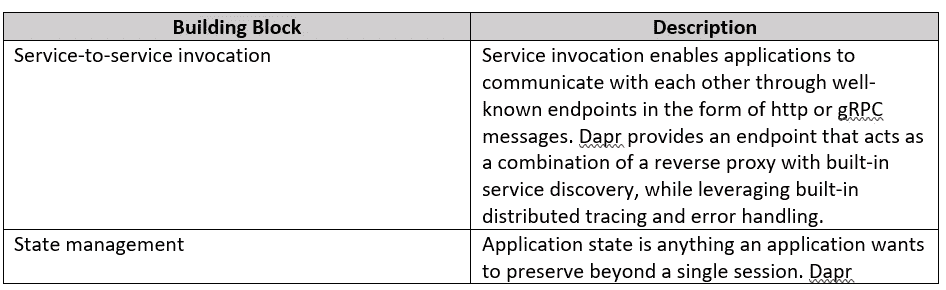 Building Block
Description
Service-to-service invocation
Service invocation enables applications to
communicate with each other through well-
known endpoints in the form of http or gRPC
messages. Dapr provides an endpoint that acts as
a combination of a reverse proxy with built-in
service discovery, while leveraging built-in
distributed tracing and error handling.
State management
Application state is anything an application wants
to preserve beyond a single session. Dapr